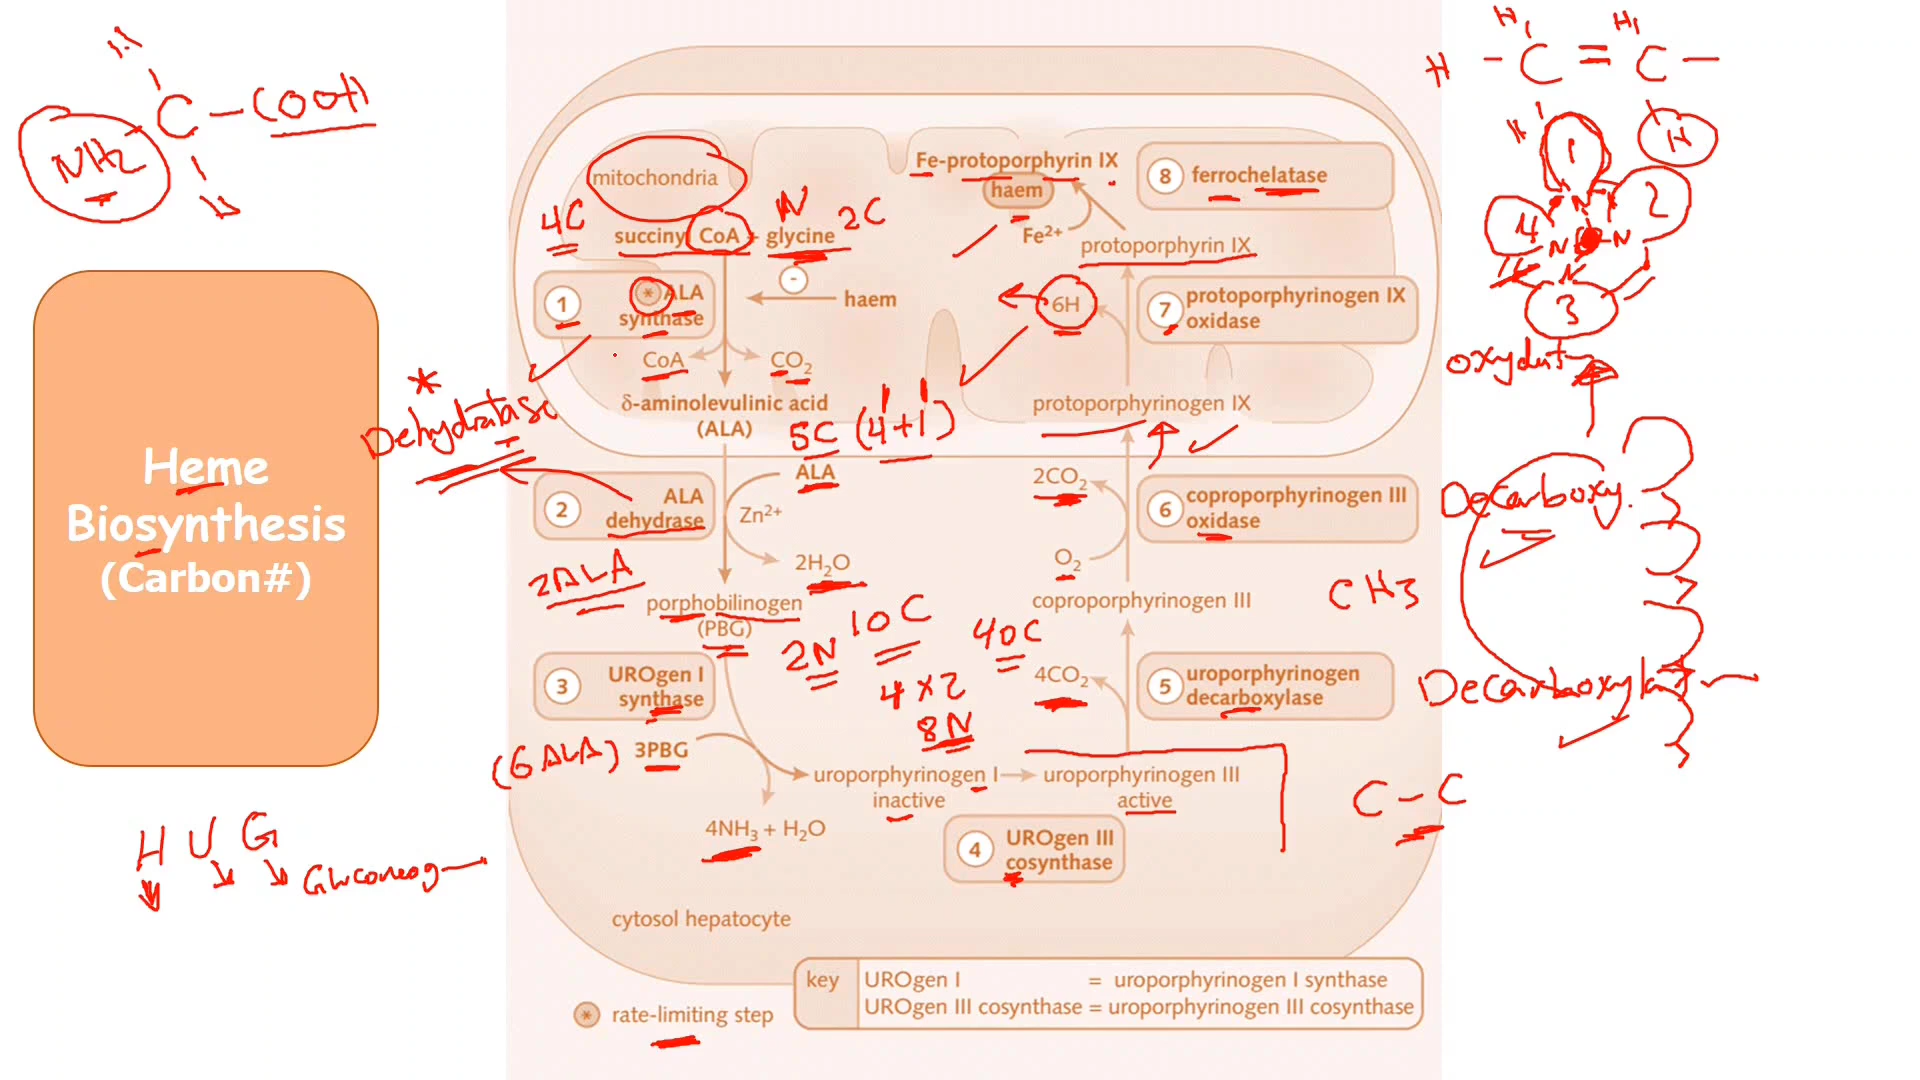 H
C - COOH
NH2
H
Heme
Biosynthesis
(Carbon#)
H U G
Gluconeog
*
Dehydratase
mitochondria
4C
N
2C
succinyl CoA + glycine
-
1
* ALA
synthase
haem
CoA
CO2
δ-aminolevulinic acid
(ALA)
5C (4+1)
ALA
2
ALA
dehydrase
Zn2+
2H2O
2ALA
porphobilinogen
(PBG)
2N
10C
40C
4x2
8N
3
UROgen I
synthase
(6ALA)
3PBG
uroporphyrinogen I
inactive
4NH3 + H2O
uroporphyrinogen III
active
4
UROgen III
cosynthase
cytosol hepatocyte
4CO2
5
uroporphyrinogen
decarboxylase
coproporphyrinogen III
O2
2CO2
6
coproporphyrinogen III
oxidase
protoporphyrinogen IX
6H
7
protoporphyrinogen IX
oxidase
protoporphyrin IX
Fe2+
Fe-protoporphyrin IX
haem
8
ferrochelatase
key
UROgen I = uroporphyrinogen I synthase
UROgen III cosynthase = uroporphyrinogen III cosynthase
* rate-limiting step
H H
H - C = C -
H H
1
4 N 2
N N
N
3
Decarboxy.
CH3
C - C